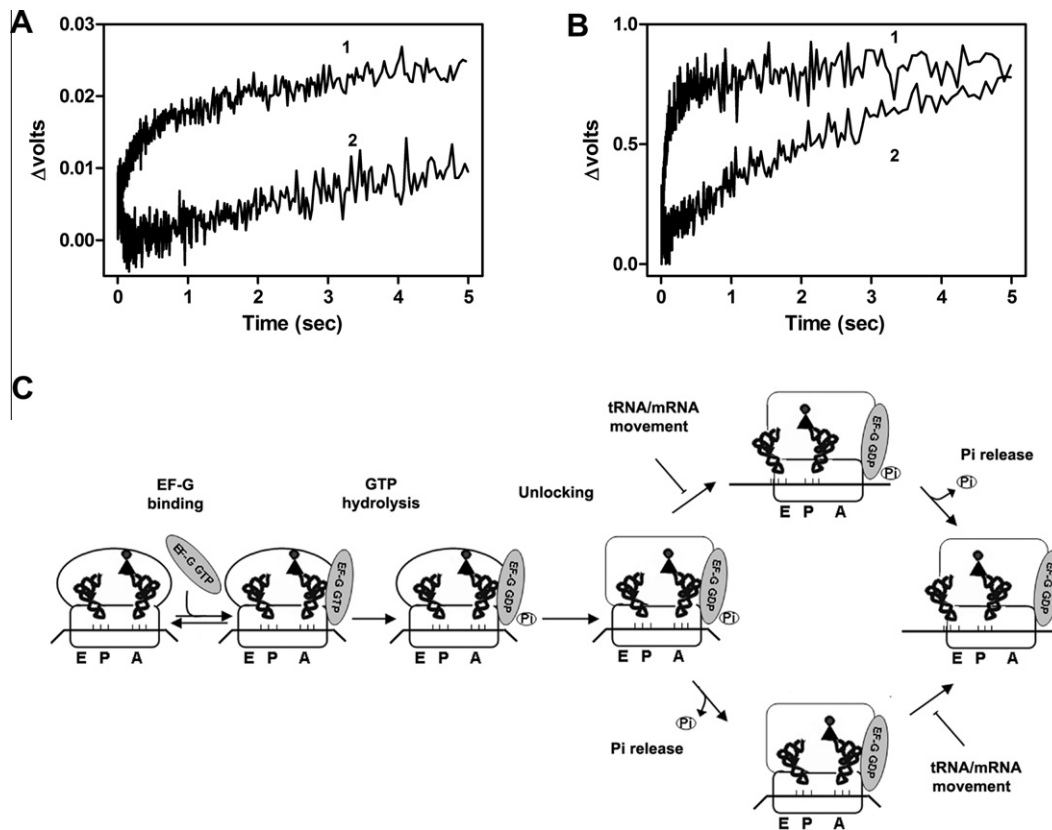 A
0.03
0.02
0.01
0.00
Δvolts
1
2
0 1 2 3 4 5
Time (sec)
B
1.0
0.5
0.0
Δvolts
1
2
0 1 2 3 4 5
Time (sec)
C
EF-G
binding
GTP
hydrolysis
Unlocking
tRNA/mRNA
movement
Pi release
EF-G GTP
EF-G GTP
EF-G GDP
Pi
EF-G GDP
Pi
EF-G GDP
Pi
Pi
EF-G GDP
Pi
Pi release
EF-G GDP
tRNA/mRNA
movement
E P A
E P A
E P A
E P A
E P A
E P A
E P A